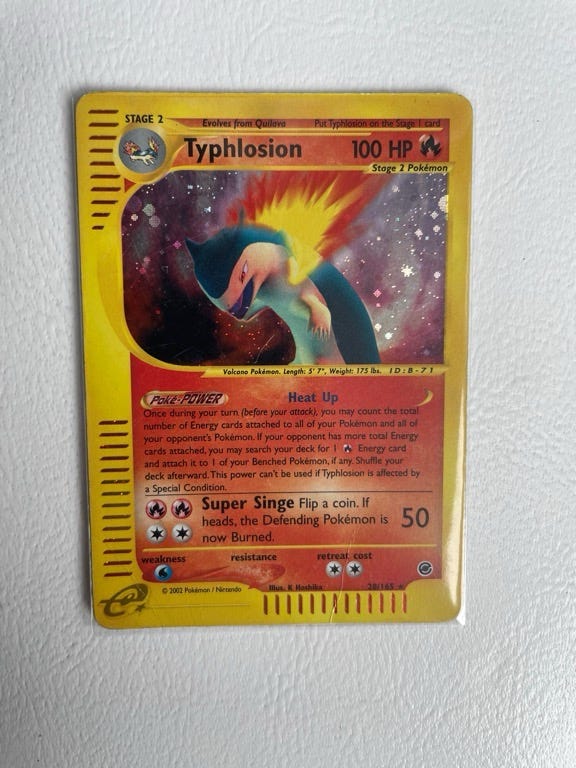 STAGE 2 Evolves from Quilava Put Typhlosion on the Stage 1 card
Typhlosion 100 HP
Stage 2 Pokémon
Volcano Pokémon. Length: 5' 7", Weight: 175 lbs. ID:B-71
Poké-POWER Heat Up
Once during your turn (before your attack), you may count the total
number of Energy cards attached to all of your Pokémon and all of
your opponent's Pokémon. If your opponent has more total Energy
cards attached, you may search your deck for 1 Energy card
and attach it to 1 of your Benched Pokémon, if any. Shuffle your
deck afterward. This power can't be used if Typhlosion is affected by
a Special Condition.
Super Singe Flip a coin. If
heads, the Defending Pokémon is 50
now Burned.
weakness resistance retreat cost
e
© 2002 Pokémon / Nintendo Illus. K Hoshika 28/165 ★